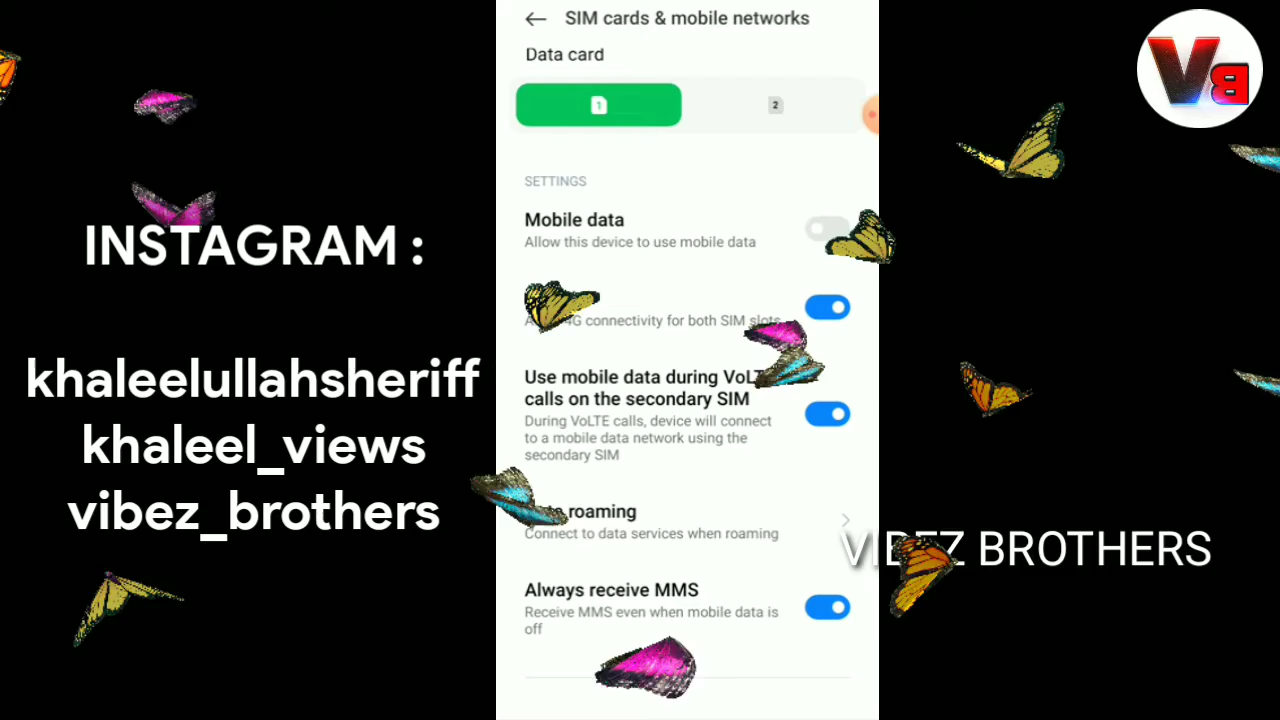 INSTAGRAM :
khaleelullahsheriff
khaleel_views
vibez_brothers
SIM cards & mobile networks
Data card
1
2
SETTINGS
Mobile data
Allow this device to use mobile data
4G connectivity for both SIM slots
Use mobile data during
calls on the secondary SIM
During VoLTE calls, device will connect
to a mobile data network using the
secondary SIM
roaming
Connect to data services when roaming
Always receive MMS
Receive MMS even when mobile data is
off
VB
VIBEZ BROTHERS